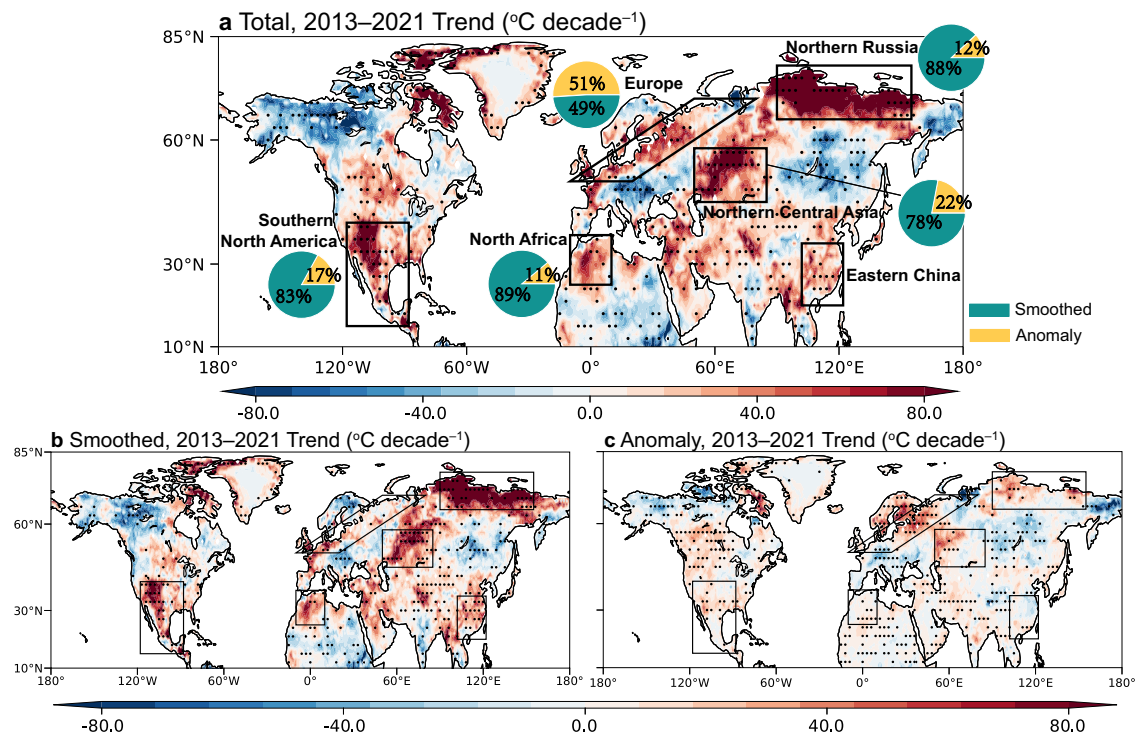 a Total, 2013–2021 Trend (°C decade⁻¹)
85°N
60°N
30°N
10°N
Northern Russia
12%
88%
51%
49%
Europe
22%
78%
Northern Central Asia
Southern
North America
17%
83%
North Africa
11%
89%
Eastern China
Smoothed
Anomaly
180°
120°W
60°W
0°
60°E
120°E
180°
-80.0
-40.0
0.0
40.0
80.0
b Smoothed, 2013–2021 Trend (°C decade⁻¹)
85°N
60°N
30°N
10°N
180°
120°W
60°W
0°
60°E
120°E
180°
c Anomaly, 2013–2021 Trend (°C decade⁻¹)
180°
120°W
60°W
0°
60°E
120°E
180°
-80.0
-40.0
0.0
40.0
80.0